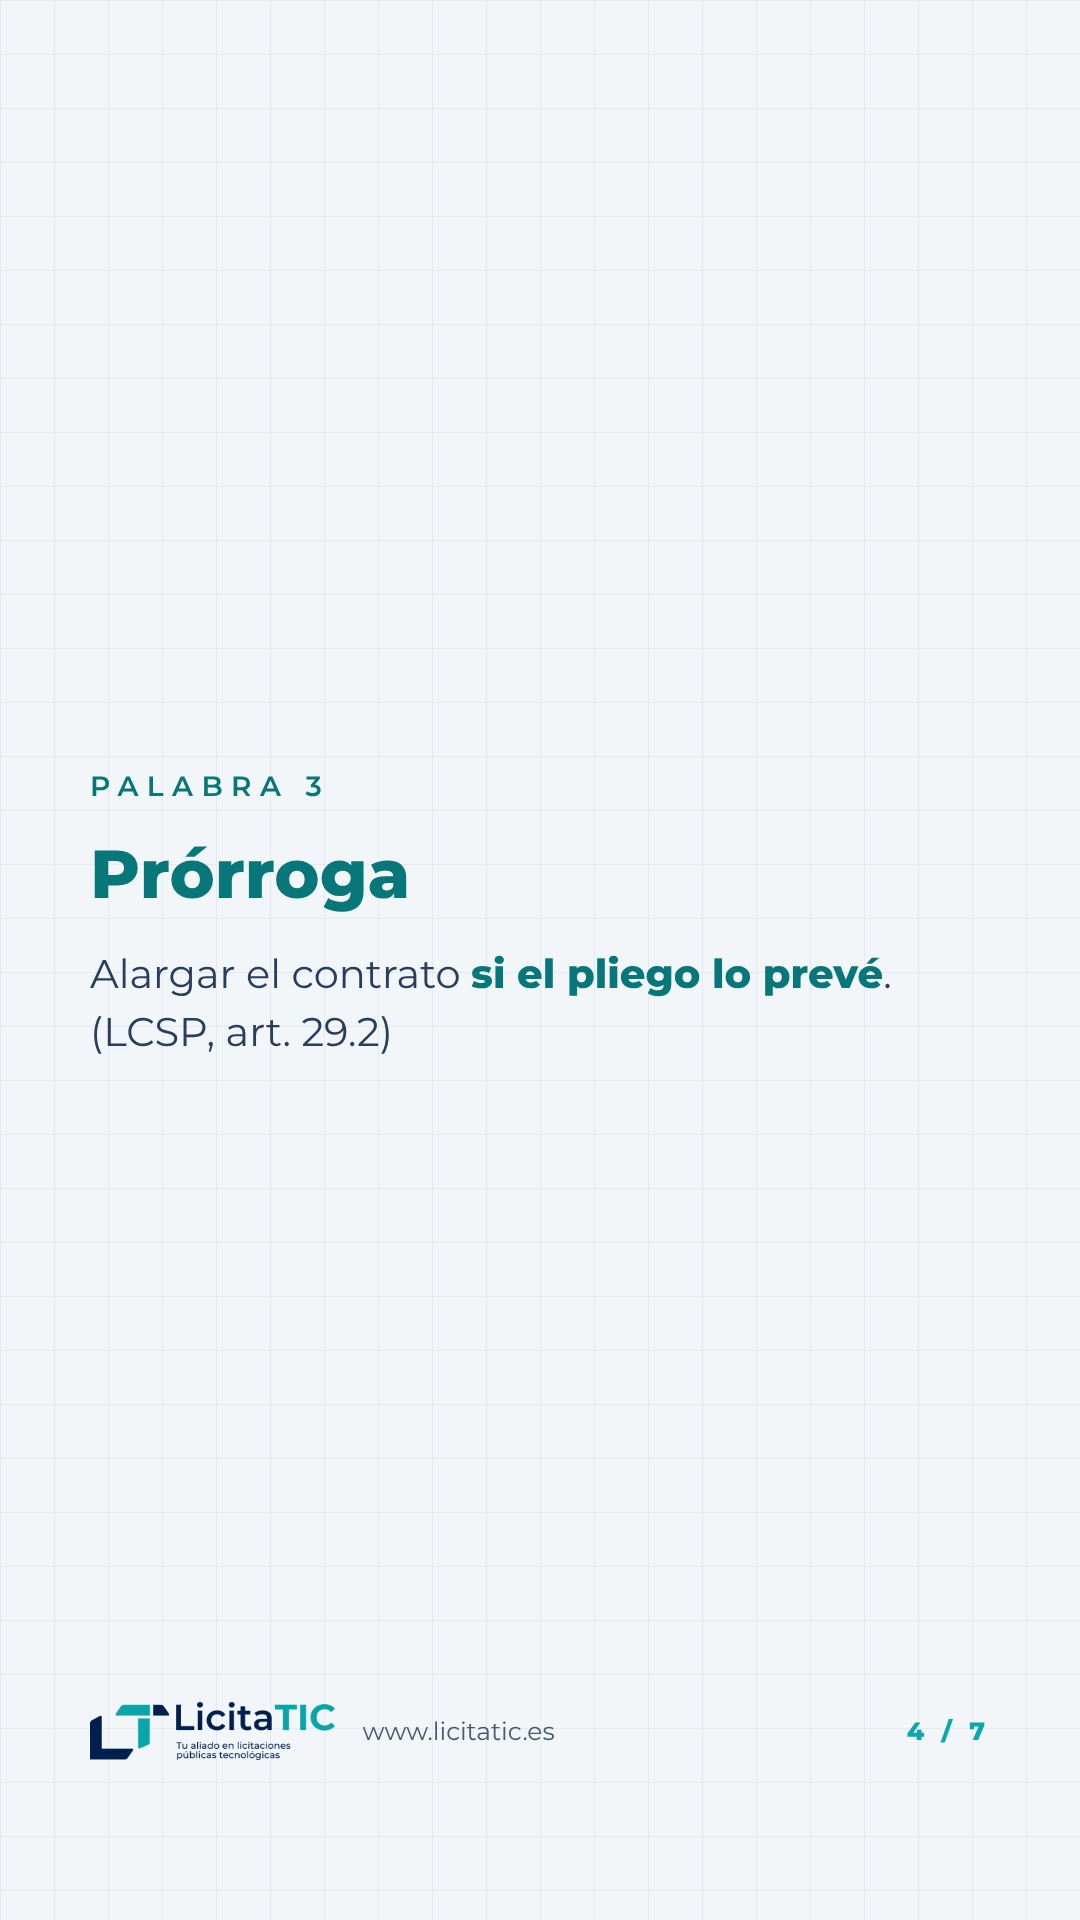 PALABRA 3
Prórroga
Alargar el contrato si el pliego lo prevé.
(LCSP, art. 29.2)
LicitaTIC
Tu aliado en licitaciones
públicas tecnológicas
www.licitatic.es
4 / 7